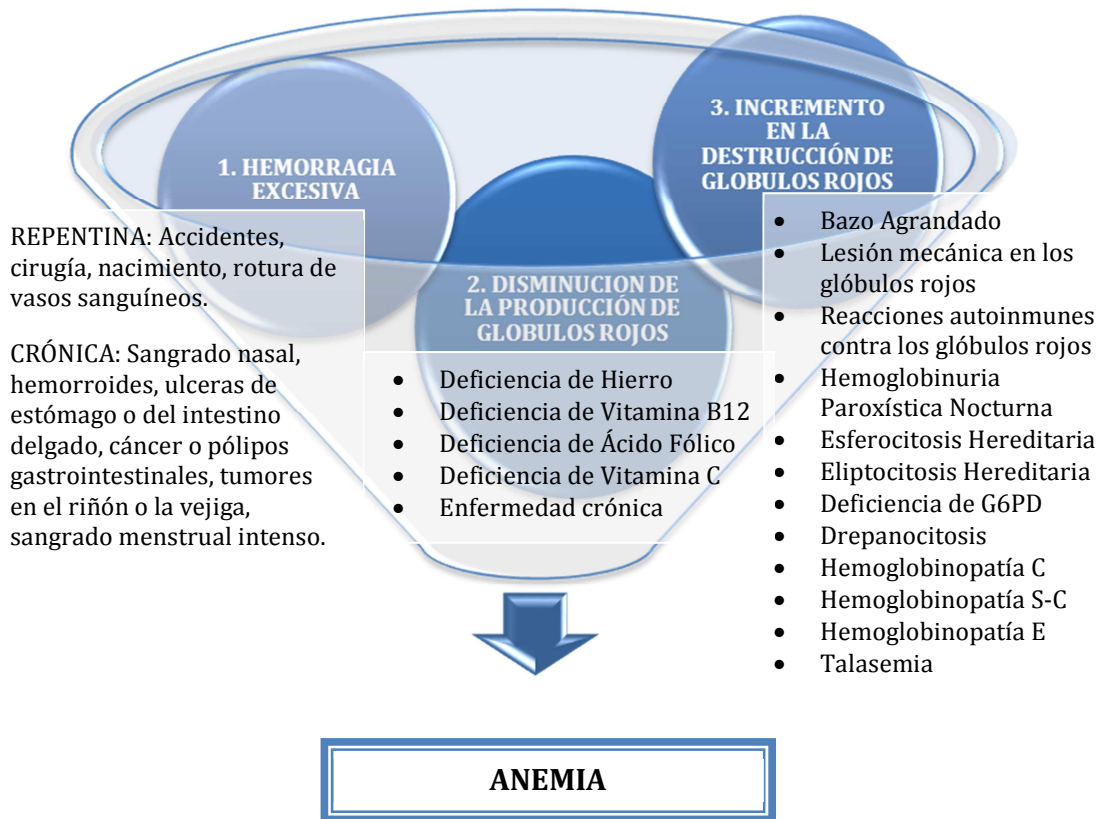 1. HEMORRAGIA
EXCESIVA
REPENTINA: Accidentes,
cirugía, nacimiento, rotura de
vasos sanguíneos.
CRÓNICA: Sangrado nasal,
hemorroides, ulceras de
estómago o del intestino
delgado, cáncer o pólipos
gastrointestinales, tumores
en el riñón o la vejiga,
sangrado menstrual intenso.
2. DISMINUCION DE
LA PRODUCCIÓN DE
GLOBULOS ROJOS
• Deficiencia de Hierro
• Deficiencia de Vitamina B12
• Deficiencia de Ácido Fólico
• Deficiencia de Vitamina C
• Enfermedad crónica
3. INCREMENTO
EN LA
DESTRUCCIÓN DE
GLOBULOS ROJOS
• Bazo Agrandado
• Lesión mecánica en los
glóbulos rojos
• Reacciones autoinmunes
contra los glóbulos rojos
• Hemoglobinuria
Paroxística Nocturna
• Esferocitosis Hereditaria
• Eliptocitosis Hereditaria
• Deficiencia de G6PD
• Drepanocitosis
• Hemoglobinopatía C
• Hemoglobinopatía S-C
• Hemoglobinopatía E
• Talasemia
ANEMIA